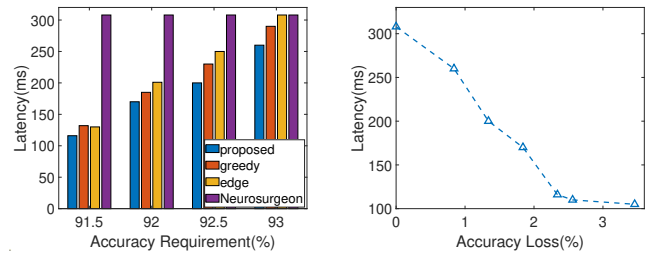 300
250
200
150
100
50
0
Latency(ms)
91.5 92 92.5 93
Accuracy Requirement(%)
proposed
greedy
edge
Neurosurgeon
300
250
200
150
100
Latency(ms)
0 1 2 3
Accuracy Loss(%)